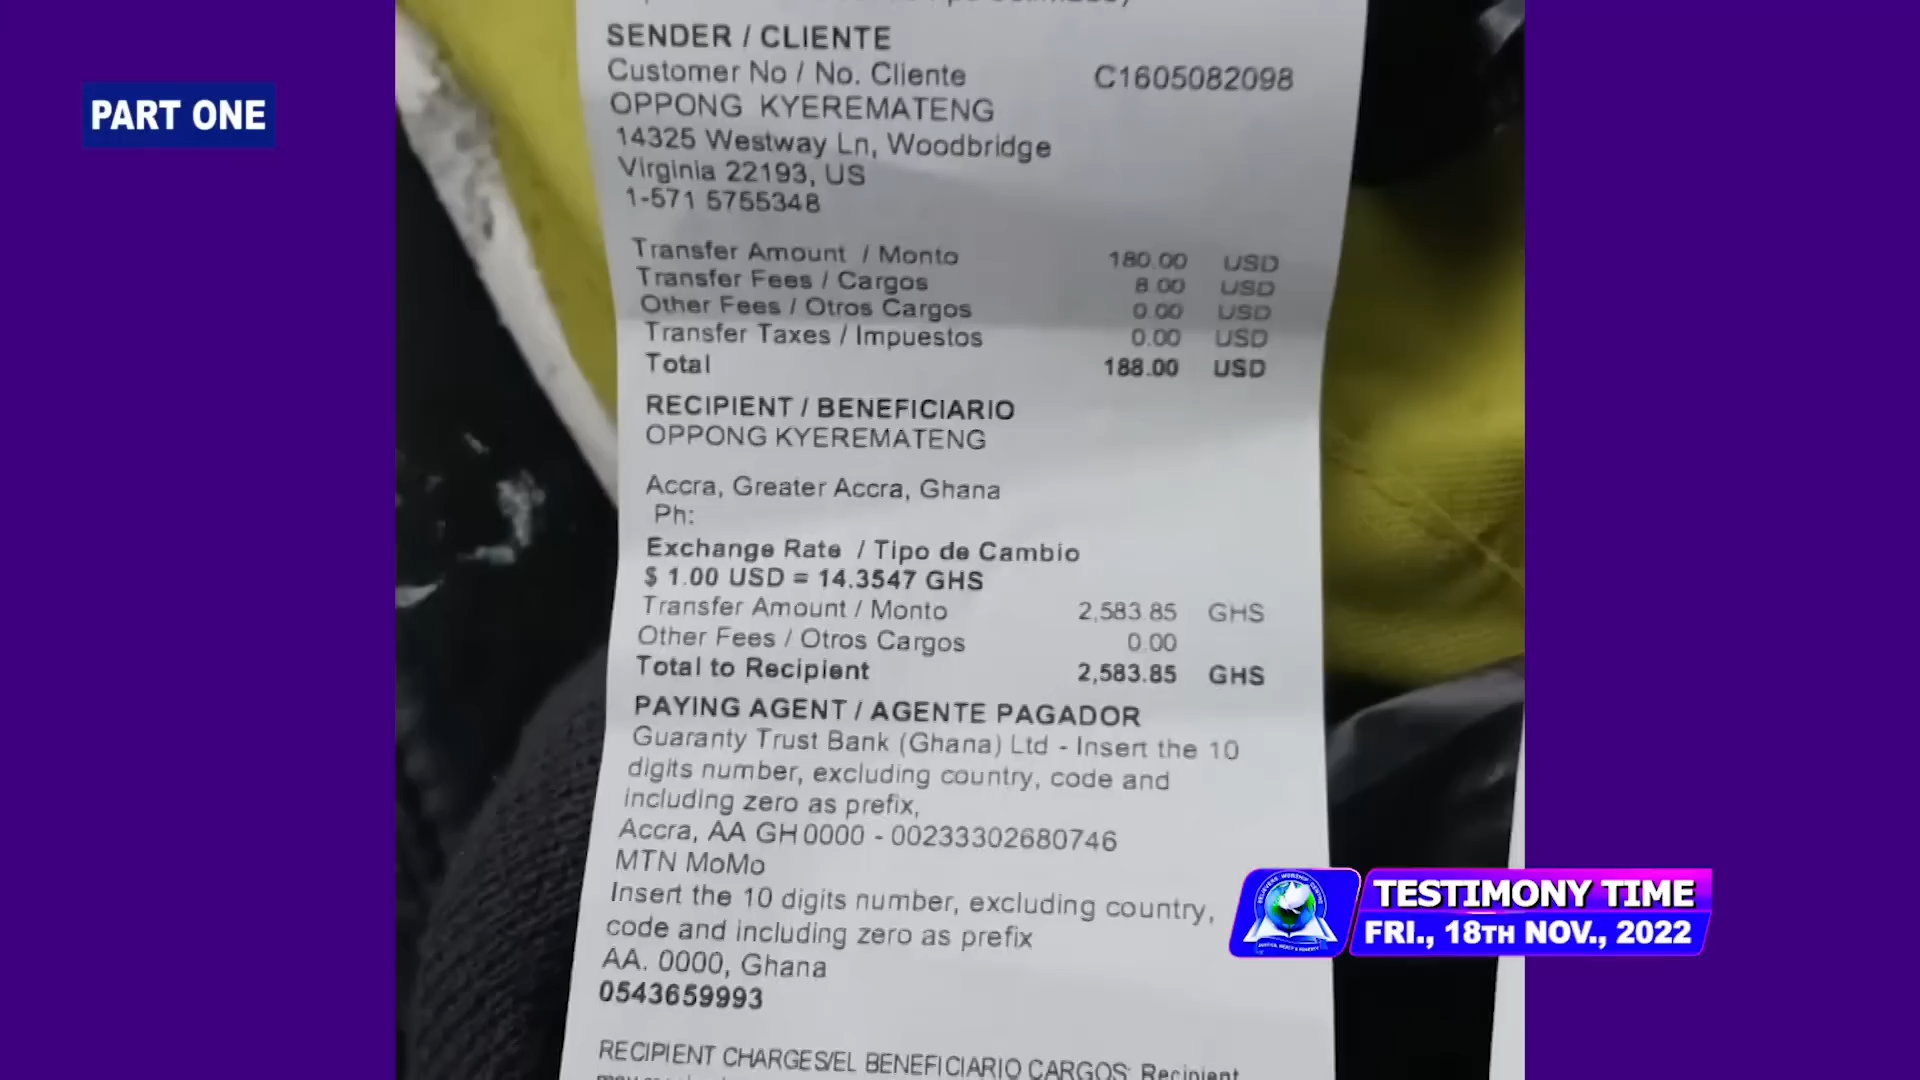 PART ONE
SENDER / CLIENTE
Customer No / No. Cliente C1605082098
OPPONG KYEREMATENG
14325 Westway Ln, Woodbridge
Virginia 22193, US
1-571 5755348
Transfer Amount / Monto 180.00 USD
Transfer Fees / Cargos 8.00 USD
Other Fees / Otros Cargos 0.00 USD
Transfer Taxes / Impuestos 0.00 USD
Total 188.00 USD
RECIPIENT / BENEFICIARIO
OPPONG KYEREMATENG
Accra, Greater Accra, Ghana
Ph:
Exchange Rate / Tipo de Cambio
$ 1.00 USD = 14.3547 GHS
Transfer Amount / Monto 2,583.85 GHS
Other Fees / Otros Cargos 0.00
Total to Recipient 2,583.85 GHS
PAYING AGENT / AGENTE PAGADOR
Guaranty Trust Bank (Ghana) Ltd - Insert the 10
digits number, excluding country, code and
including zero as prefix,
Accra, AA GH 0000 - 00233302680746
MTN MoMo
Insert the 10 digits number, excluding country,
code and including zero as prefix
AA. 0000, Ghana
0543659993
RECIPIENT CHARGES/EL BENEFICIARIO CARGOS: Recipient
TESTIMONY TIME
FRI., 18TH NOV., 2022